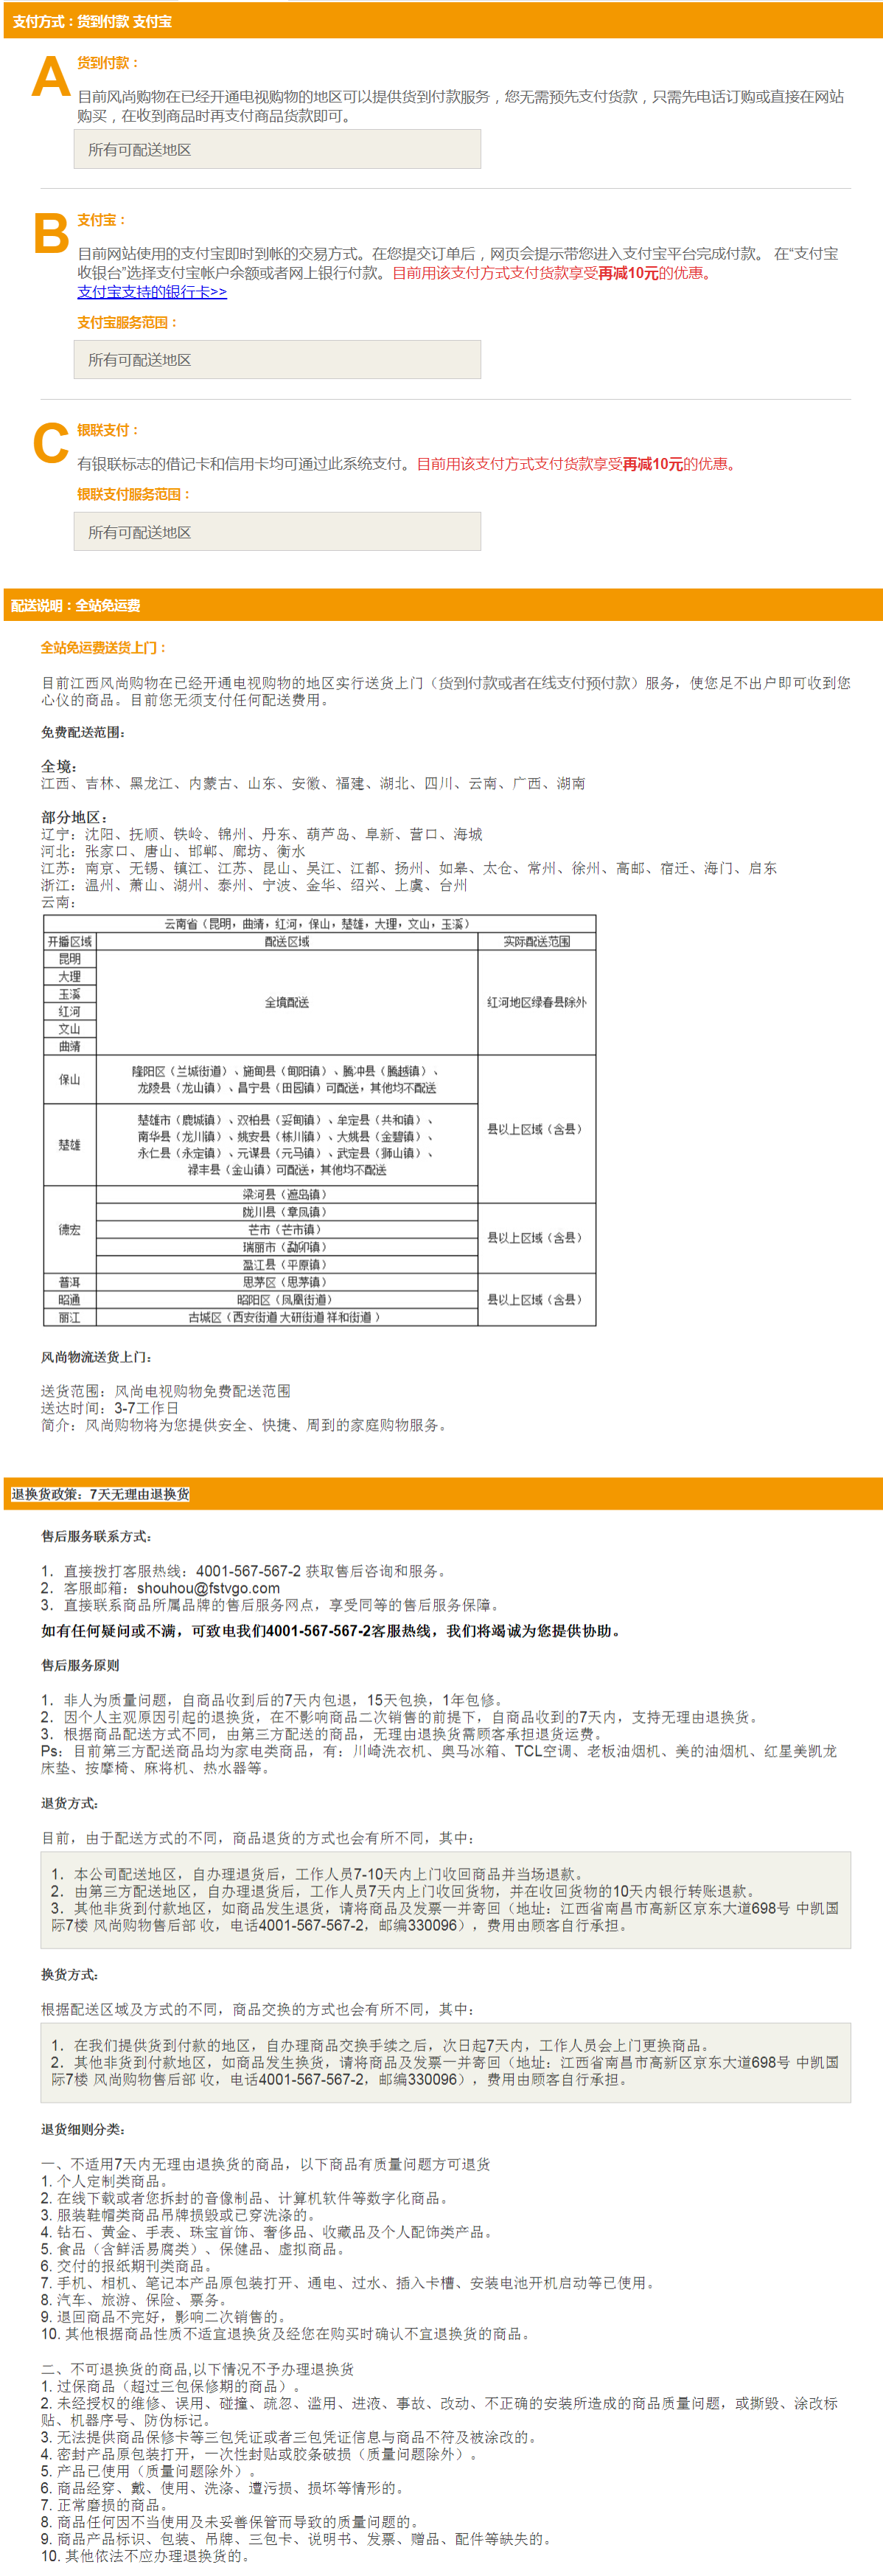 支付方式：货到付款 支付宝
A
货到付款：
目前风尚购物在已经开通电视购物的地区可以提供货到付款服务，您无需预先支付货款，只需先电话订购或直接在网站
购买，在收到商品时再支付商品货款即可。
所有可配送地区
B
支付宝：
目前网站使用的支付宝即时到帐的交易方式。在您提交订单后，网页会提示带您进入支付宝平台完成付款。 在“支付宝
收银台”选择支付宝帐户余额或者网上银行付款。目前用该支付方式支付货款享受再减10元的优惠。
支付宝支持的银行卡>>
支付宝服务范围：
所有可配送地区
C
银联支付：
有银联标志的借记卡和信用卡均可通过此系统支付。目前用该支付方式支付货款享受再减10元的优惠。
银联支付服务范围：
所有可配送地区
配送说明：全站免运费
全站免运费送货上门：
目前江西风尚购物在已经开通电视购物的地区实行送货上门（货到付款或者在线支付预付款）服务，使您足不出户即可收到您
心仪的商品。目前您无须支付任何配送费用。
免费配送范围：
全境：
江西、吉林、黑龙江、内蒙古、山东、安徽、福建、湖北、四川、云南、广西、湖南
部分地区：
辽宁：沈阳、抚顺、铁岭、锦州、丹东、葫芦岛、阜新、营口、海城
河北：张家口、唐山、邯郸、廊坊、衡水
江苏：南京、无锡、镇江、江苏、昆山、吴江、江都、扬州、如皋、太仓、常州、徐州、高邮、宿迁、海门、启东
浙江：温州、萧山、湖州、泰州、宁波、金华、绍兴、上虞、台州
云南：
云南省（昆明，曲靖，红河，保山，楚雄，大理，文山，玉溪）
开播区域 配送区域 实际配送范围
昆明
大理
玉溪
红河
文山
曲靖
全境配送
红河地区绿春县除外
保山
隆阳区（兰城街道）、施甸县（甸阳镇）、腾冲县（腾越镇）、
龙陵县（龙山镇）、昌宁县（田园镇）可配送，其他均不配送
楚雄
楚雄市（鹿城镇）、双柏县（妥甸镇）、牟定县（共和镇）、
南华县（龙川镇）、姚安县（栋川镇）、大姚县（金碧镇）、
永仁县（永定镇）、元谋县（元马镇）、武定县（狮山镇）、
禄丰县（金山镇）可配送，其他均不配送
县以上区域（含县）
德宏
梁河县（遮岛镇）
陇川县（章凤镇）
芒市（芒市镇）
瑞丽市（勐卯镇）
盈江县（平原镇）
县以上区域（含县）
普洱 思茅区（思茅镇）
昭通 昭阳区（凤凰街道） 县以上区域（含县）
丽江 古城区（西安街道 大研街道 祥和街道）
风尚物流送货上门：
送货范围：风尚电视购物免费配送范围
送达时间：3-7工作日
简介：风尚购物将为您提供安全、快捷、周到的家庭购物服务。
退换货政策：7天无理由退换货
售后服务联系方式：
1．直接拨打客服热线：4001-567-567-2 获取售后咨询和服务。
2．客服邮箱：shouhou@fstvgo.com
3．直接联系商品所属品牌的售后服务网点，享受同等的售后服务保障。
如有任何疑问或不满，可致电我们4001-567-567-2客服热线，我们将竭诚为您提供协助。
售后服务原则
1．非人为质量问题，自商品收到后的7天内包退，15天包换，1年包修。
2．因个人主观原因引起的退换货，在不影响商品二次销售的前提下，自商品收到的7天内，支持无理由退换货。
3．根据商品配送方式不同，由第三方配送的商品，无理由退换货需顾客承担退货运费。
Ps：目前第三方配送商品均为家电类商品，有：川崎洗衣机、奥马冰箱、TCL空调、老板油烟机、美的油烟机、红星美凯龙
床垫、按摩椅、麻将机、热水器等。
退货方式：
目前，由于配送方式的不同，商品退货的方式也会有所不同，其中：
1．本公司配送地区，自办理退货后，工作人员7-10天内上门收回商品并当场退款。
2．由第三方配送地区，自办理退货后，工作人员7天内上门收回货物，并在收回货物的10天内银行转账退款。
3．其他非货到付款地区，如商品发生退货，请将商品及发票一并寄回（地址：江西省南昌市高新区京东大道698号 中凯国
际7楼 风尚购物售后部 收，电话4001-567-567-2，邮编330096），费用由顾客自行承担。
换货方式：
根据配送区域及方式的不同，商品交换的方式也会有所不同，其中：
1．在我们提供货到付款的地区，自办理商品交换手续之后，次日起7天内，工作人员会上门更换商品。
2．其他非货到付款地区，如商品发生换货，请将商品及发票一并寄回（地址：江西省南昌市高新区京东大道698号 中凯国
际7楼 风尚购物售后部 收，电话4001-567-567-2，邮编330096），费用由顾客自行承担。
退货细则分类：
一、不适用7天内无理由退换货的商品，以下商品有质量问题方可退货
1. 个人定制类商品。
2. 在线下载或者您拆封的音像制品、计算机软件等数字化商品。
3. 服装鞋帽类商品吊牌损毁或已穿洗涤的。
4. 钻石、黄金、手表、珠宝首饰、奢侈品、收藏品及个人配饰类产品。
5. 食品（含鲜活易腐类）、保健品、虚拟商品。
6. 交付的报纸期刊类商品。
7. 手机、相机、笔记本产品原包装打开、通电、过水、插入卡槽、安装电池开机启动等已使用。
8. 汽车、旅游、保险、票务。
9. 退回商品不完好，影响二次销售的。
10. 其他根据商品性质不适宜退换货及经您在购买时确认不宜退换货的商品。
二、不可退换货的商品,以下情况不予办理退换货
1. 过保商品（超过三包保修期的商品）。
2. 未经授权的维修、误用、碰撞、疏忽、滥用、进液、事故、改动、不正确的安装所造成的商品质量问题，或撕毁、涂改标
贴、机器序号、防伪标记。
3. 无法提供商品保修卡等三包凭证或者三包凭证信息与商品不符及被涂改的。
4. 密封产品原包装打开，一次性封贴或胶条破损（质量问题除外）。
5. 产品已使用（质量问题除外）。
6. 商品经穿、戴、使用、洗涤、遭污损、损坏等情形的。
7. 正常磨损的商品。
8. 商品任何因不当使用及未妥善保管而导致的质量问题的。
9. 商品产品标识、包装、吊牌、三包卡、说明书、发票、赠品、配件等缺失的。
10. 其他依法不应办理退换货的。